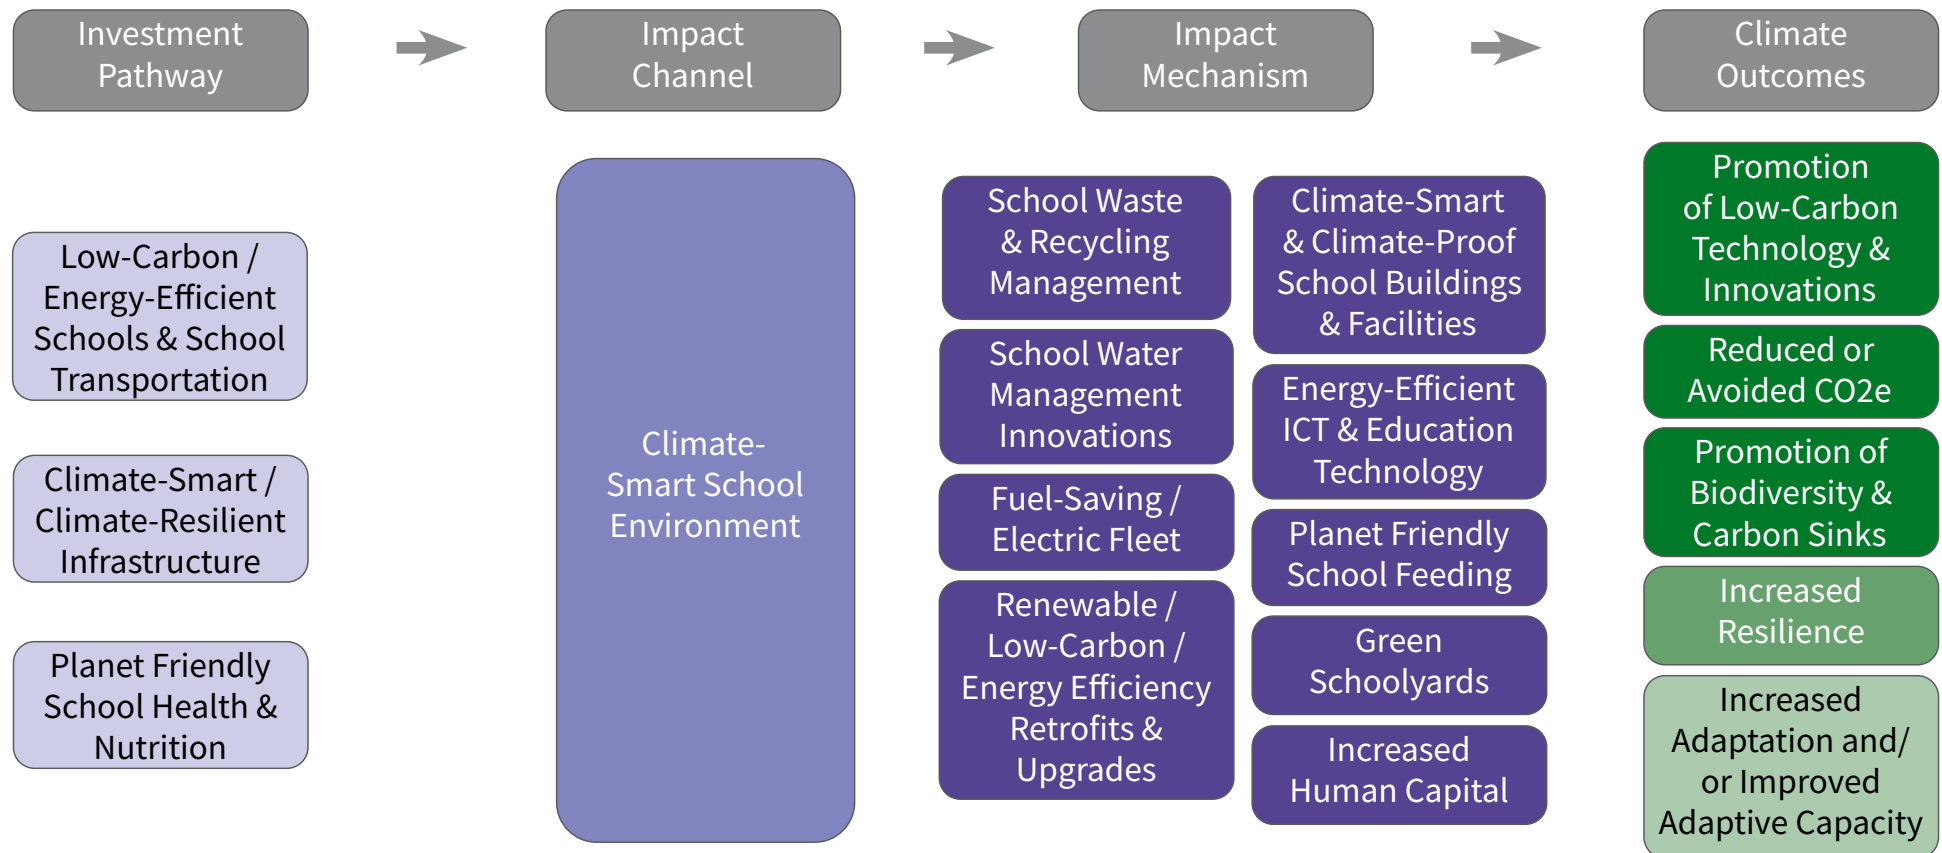 Investment
Pathway
Impact
Channel
Impact
Mechanism
Climate
Outcomes
Low-Carbon /
Energy-Efficient
Schools & School
Transportation
Climate-Smart /
Climate-Resilient
Infrastructure
Planet Friendly
School Health &
Nutrition
Climate-
Smart School
Environment
School Waste
& Recycling
Management
School Water
Management
Innovations
Fuel-Saving /
Electric Fleet
Renewable /
Low-Carbon /
Energy Efficiency
Retrofits &
Upgrades
Climate-Smart
& Climate-Proof
School Buildings
& Facilities
Energy-Efficient
ICT & Education
Technology
Planet Friendly
School Feeding
Green
Schoolyards
Increased
Human Capital
Promotion
of Low-Carbon
Technology &
Innovations
Reduced or
Avoided CO2e
Promotion of
Biodiversity &
Carbon Sinks
Increased
Resilience
Increased
Adaptation and/
or Improved
Adaptive Capacity